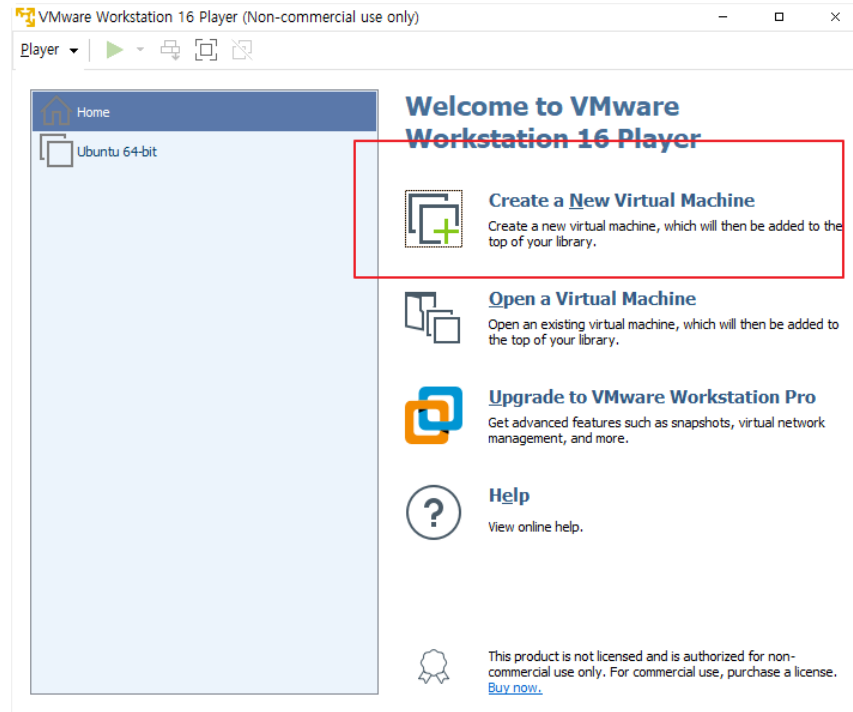 VMware Workstation 16 Player (Non-commercial use only)
Player
Home
Ubuntu 64-bit
Welcome to VMware
Workstation 16 Player
Create a New Virtual Machine
Create a new virtual machine, which will then be added to the
top of your library.
Open a Virtual Machine
Open an existing virtual machine, which will then be added to
the top of your library.
Upgrade to VMware Workstation Pro
Get advanced features such as snapshots, virtual network
management, and more.
Help
View online help.
This product is not licensed and is authorized for non-
commercial use only. For commercial use, purchase a license.
Buy now.